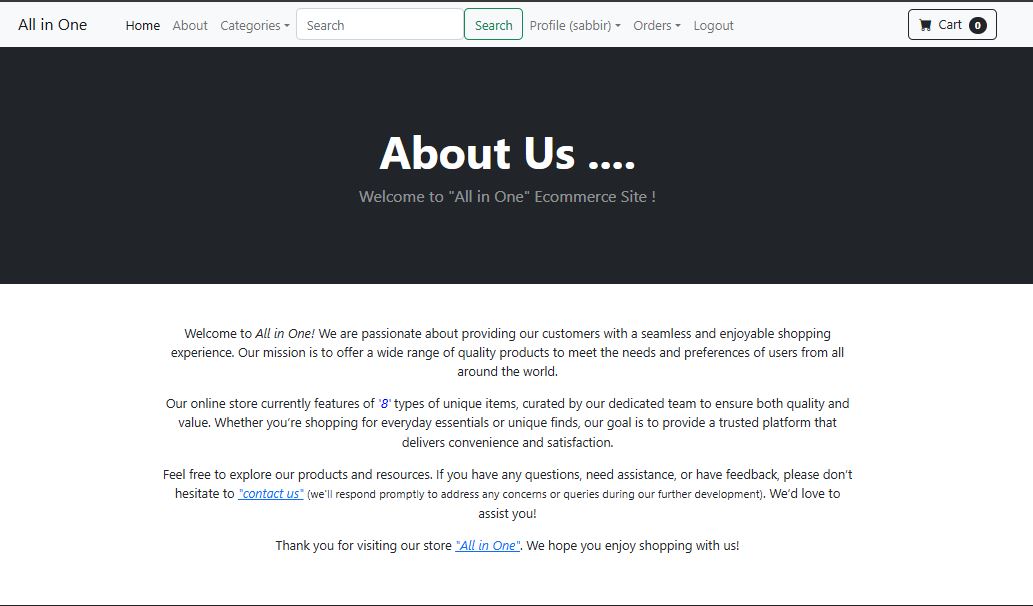 All in One Home About Categories Search Search Profile (sabbir) Orders Logout Cart 0
About Us ....
Welcome to "All in One" Ecommerce Site !
Welcome to All in One! We are passionate about providing our customers with a seamless and enjoyable shopping
experience. Our mission is to offer a wide range of quality products to meet the needs and preferences of users from all
around the world.
Our online store currently features of '8' types of unique items, curated by our dedicated team to ensure both quality and
value. Whether you’re shopping for everyday essentials or unique finds, our goal is to provide a trusted platform that
delivers convenience and satisfaction.
Feel free to explore our products and resources. If you have any questions, need assistance, or have feedback, please don’t
hesitate to "contact us" (we'll respond promptly to address any concerns or queries during our further development). We’d love to
assist you!
Thank you for visiting our store "All in One". We hope you enjoy shopping with us!